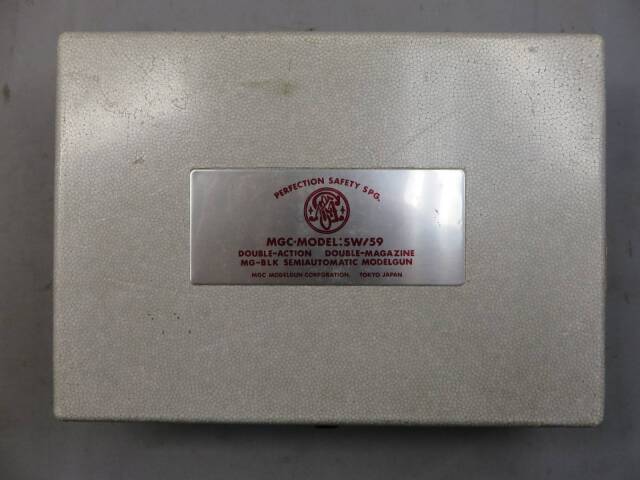 PERFECTION SAFETY SPG.
MGC·MODEL:SW/59
DOUBLE-ACTION DOUBLE-MAGAZINE
MG-BLK SEMIAUTOMATIC MODELGUN
MGC MODELGUN CORPORATION. TOKYO JAPAN